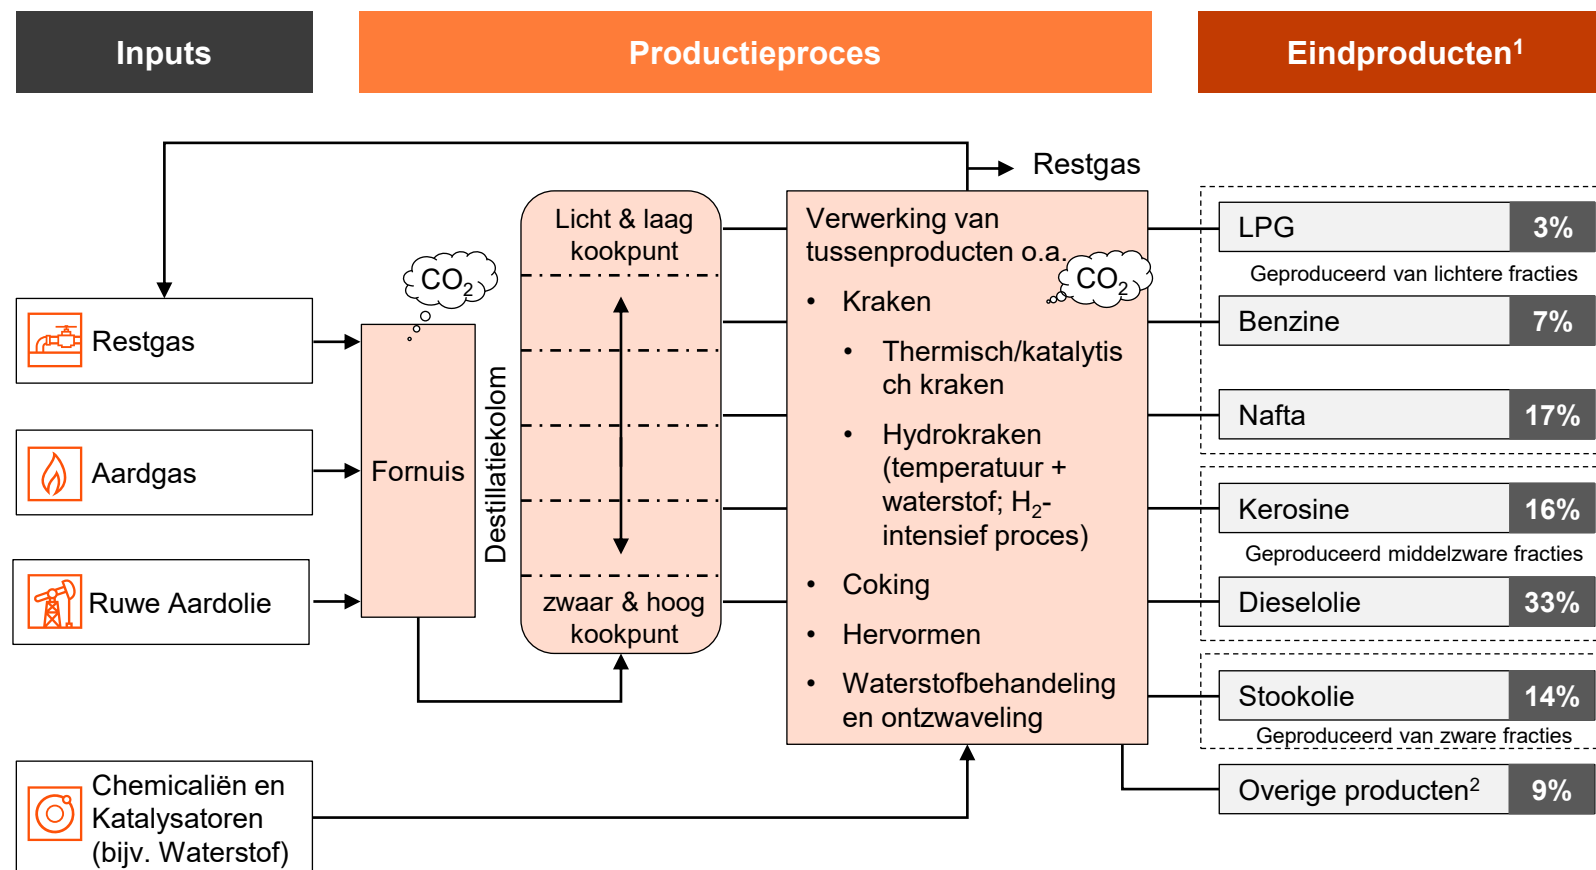 Inputs
Productieproces
Eindproducten¹
Restgas
Licht & laag
kookpunt
CO₂
Restgas
Aardgas
Ruwe Aardolie
Chemicaliën en
Katalysatoren
(bijv. Waterstof)
Fornuis
Destillatiekolom
zwaar & hoog
kookpunt
Verwerking van
tussenproducten o.a.
CO₂
• Kraken
• Thermisch/katalytis
ch kraken
• Hydrokraken
(temperatuur +
waterstof; H₂-
intensief proces)
• Coking
• Hervormen
• Waterstofbehandeling
en ontzwaveling
LPG 3%
Geproduceerd van lichtere fracties
Benzine 7%
Nafta 17%
Kerosine 16%
Geproduceerd middelzware fracties
Dieselolie 33%
Stookolie 14%
Geproduceerd van zware fracties
Overige producten² 9%